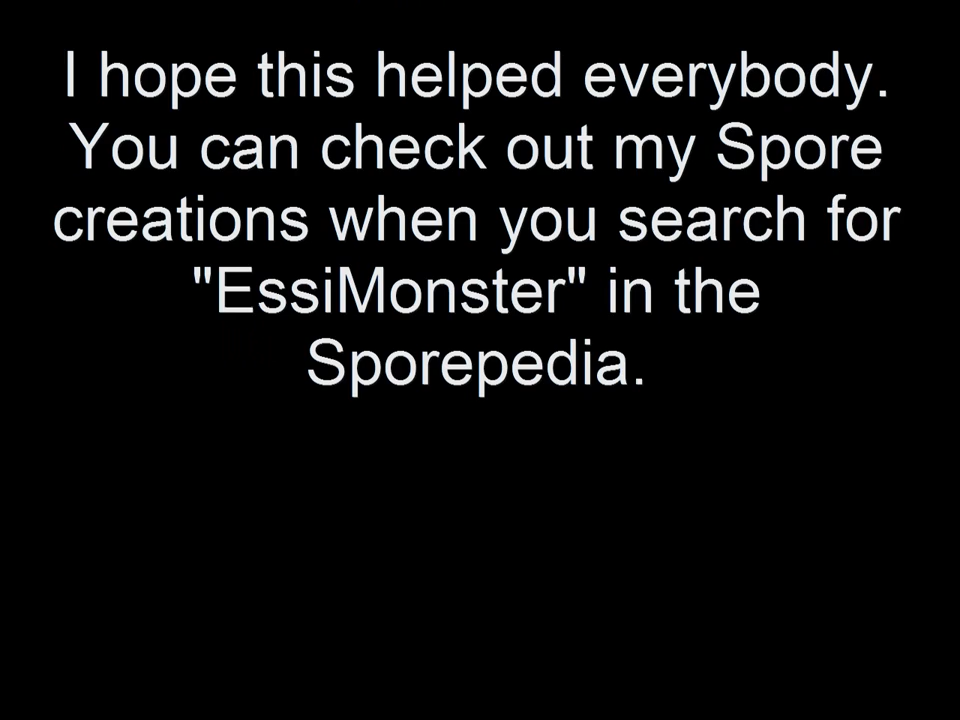 I hope this helped everybody.
You can check out my Spore
creations when you search for
"EssiMonster" in the
Sporepedia.